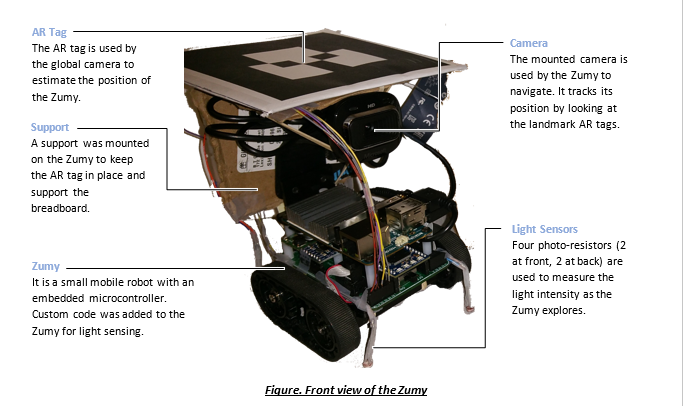 AR Tag
The AR tag is used by
the global camera to
estimate the position of
the Zumy.
Support
A support was mounted
on the Zumy to keep
the AR tag in place and
support the
breadboard.
Zumy
It is a small mobile robot with an
embedded microcontroller.
Custom code was added to the
Zumy for light sensing.
Camera
The mounted camera is
used by the Zumy to
navigate. It tracks its
position by looking at
the landmark AR tags.
Light Sensors
Four photo-resistors (2
at front, 2 at back) are
used to measure the
light intensity as the
Zumy explores.
Figure. Front view of the Zumy